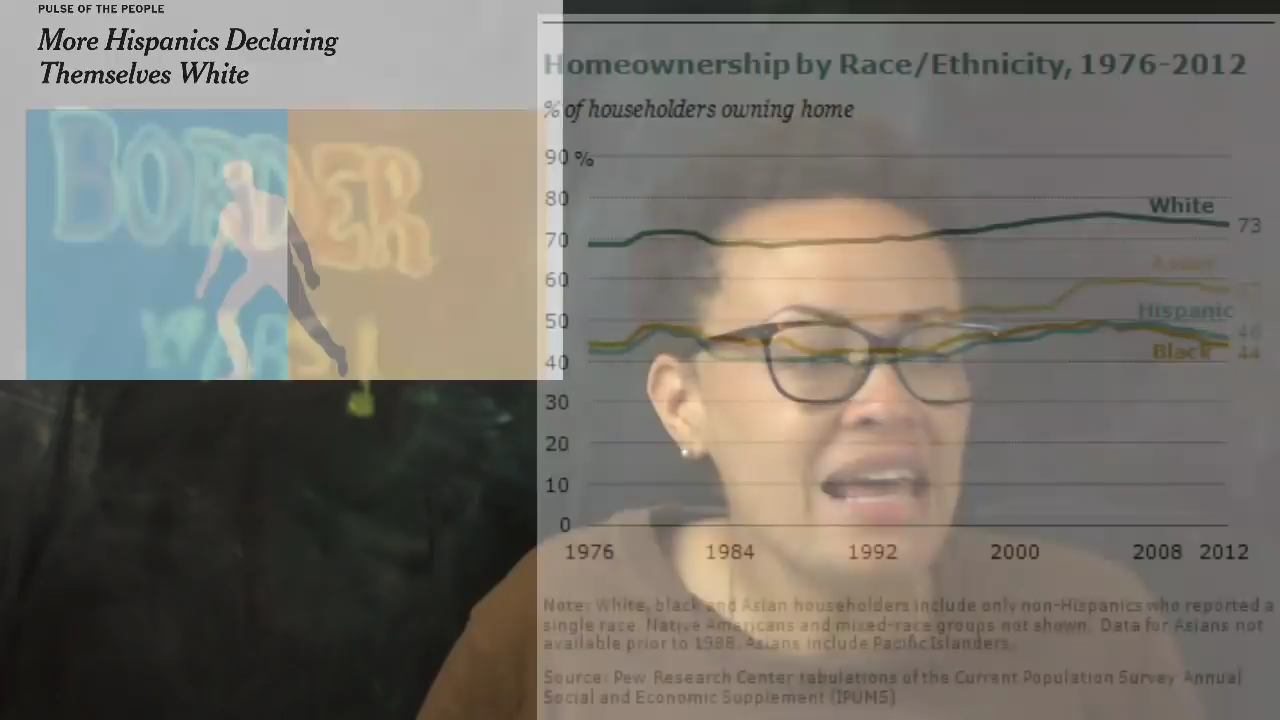 PULSE OF THE PEOPLE
More Hispanics Declaring
Themselves White
BORDER
WARS!
Homeownership by Race/Ethnicity, 1976-2012
% of householders owning home
90 %
80
70
60
50
40
30
20
10
0
White
73
Asian
57
Hispanic
46
Black
44
1976 1984 1992 2000 2008 2012
Note: White, black and Asian householders include only non-Hispanics who reported a
single race. Native Americans and mixed-race groups not shown. Data for Asians not
available prior to 1988. Asians include Pacific Islanders.
Source: Pew Research Center tabulations of the Current Population Survey Annual
Social and Economic Supplement (IPUMS)